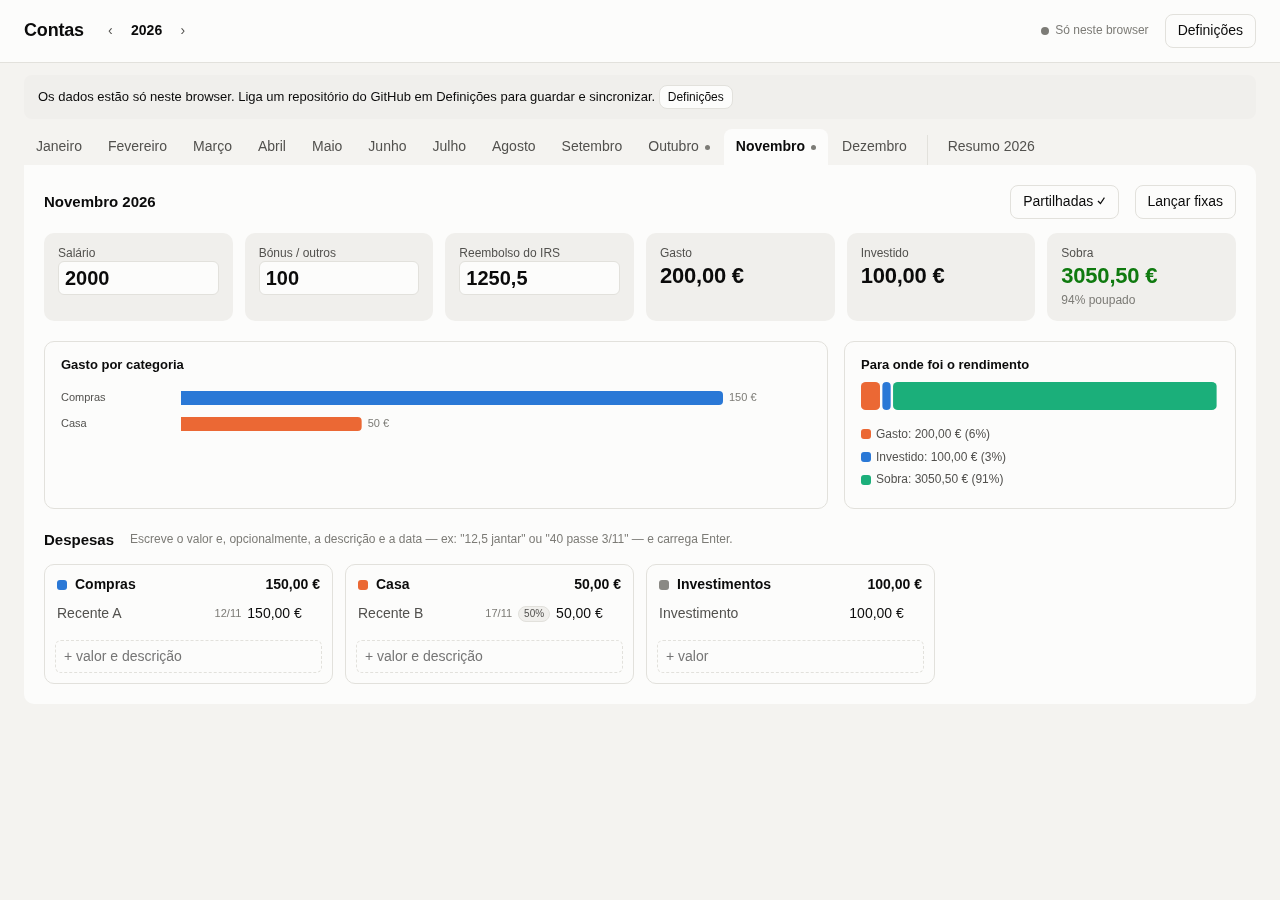 Contas ‹ 2026 › Só neste browser Definições
Os dados estão só neste browser. Liga um repositório do GitHub em Definições para guardar e sincronizar. Definições
Janeiro Fevereiro Março Abril Maio Junho Julho Agosto Setembro Outubro Novembro Dezembro Resumo 2026
Novembro 2026 Partilhadas ✓ Lançar fixas
Salário Bónus / outros Reembolso do IRS Gasto Investido Sobra
2000 100 1250,5 200,00 € 100,00 € 3050,50 €
94% poupado
Gasto por categoria Para onde foi o rendimento
Compras 150 €
Casa 50 €
Gasto: 200,00 € (6%)
Investido: 100,00 € (3%)
Sobra: 3050,50 € (91%)
Despesas Escreve o valor e, opcionalmente, a descrição e a data — ex: "12,5 jantar" ou "40 passe 3/11" — e carrega Enter.
Compras 150,00 € Casa 50,00 € Investimentos 100,00 €
Recente A 12/11 150,00 € Recente B 17/11 50% 50,00 € Investimento 100,00 €
+ valor e descrição + valor e descrição + valor